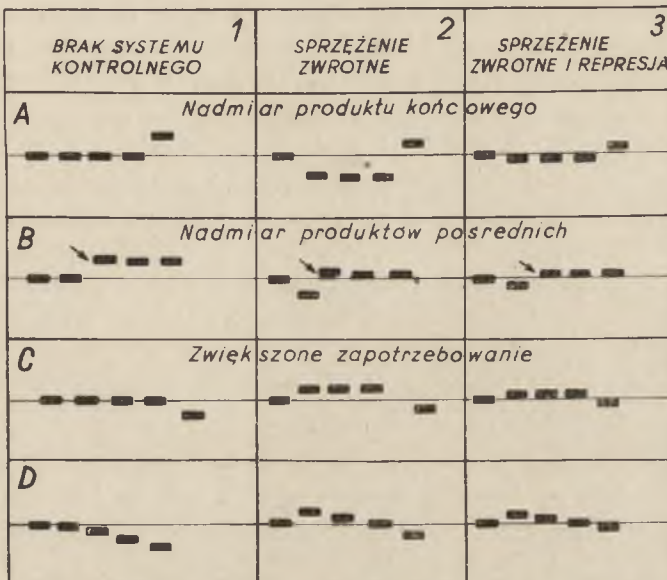 1
BRAK SYSTEMU
KONTROLNEGO
2
SPRZĘŻENIE
ZWROTNE
3
SPRZĘŻENIE
ZWROTNE I REPRESJA
A
Nadmiar produktu końcowego
B
Nadmiar produktów pośrednich
C
Zwiększone zapotrzebowanie
D